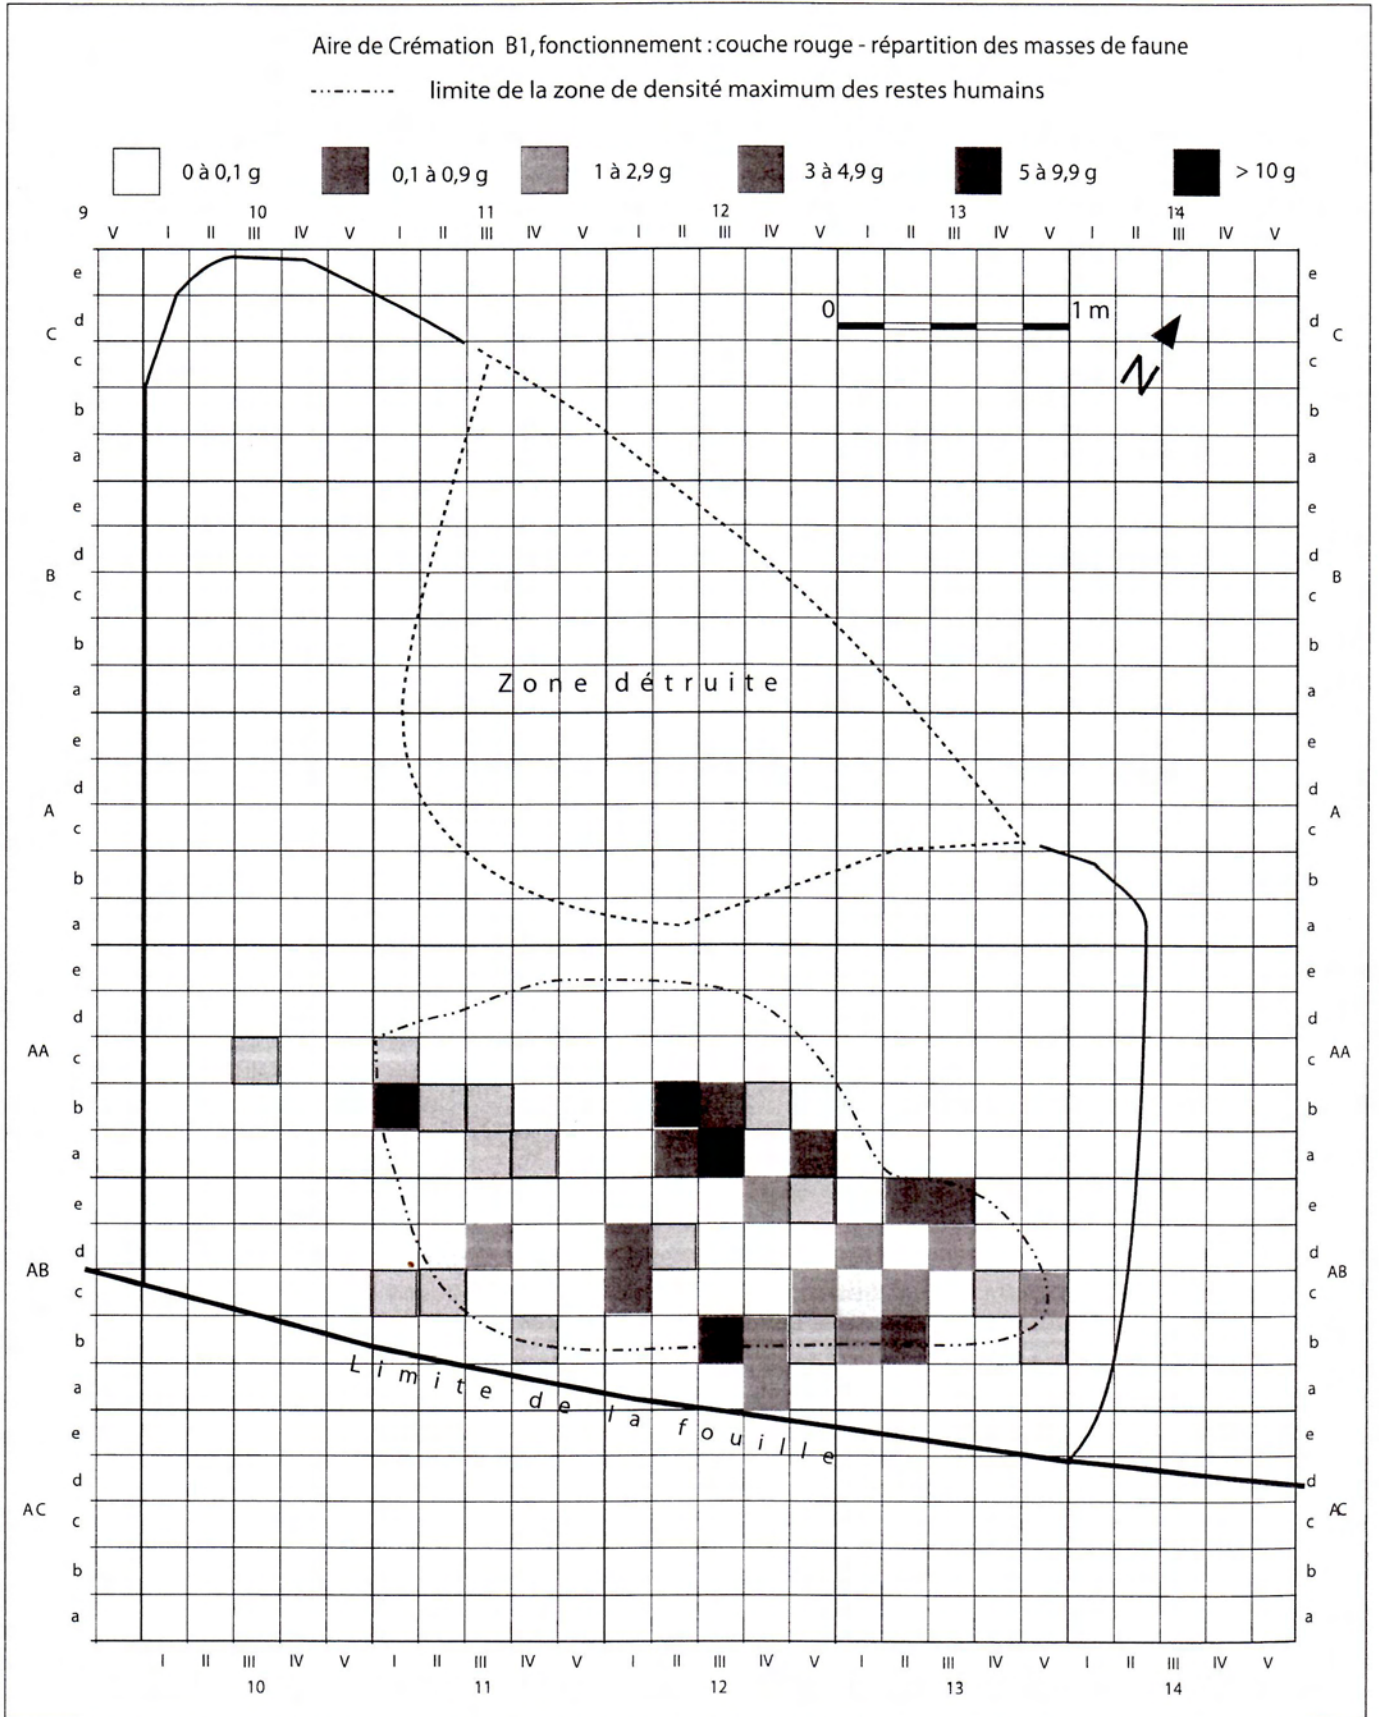 Aire de Crémation B1, fonctionnement : couche rouge - répartition des masses de faune
limite de la zone de densité maximum des restes humains
0 à 0,1 g 0,1 à 0,9 g 1 à 2,9 g 3 à 4,9 g 5 à 9,9 g > 10 g
9 10 11 12 13 14
V I II III IV V I II III IV V I II III IV V I II III IV V I II III IV V
e e
0 1 m
d d
C C
c c
N
b b
a a
e e
d d
B B
c c
b b
Zone détruite
a a
e e
d d
A A
c c
b b
a a
e e
d d
AA AA
c c
b b
a a
e e
d d
AB AB
c c
b b
Limite de la fouille
a a
e e
d d
AC AC
c c
b b
a a
I II III IV V I II III IV V I II III IV V I II III IV V I II III IV V
10 11 12 13 14